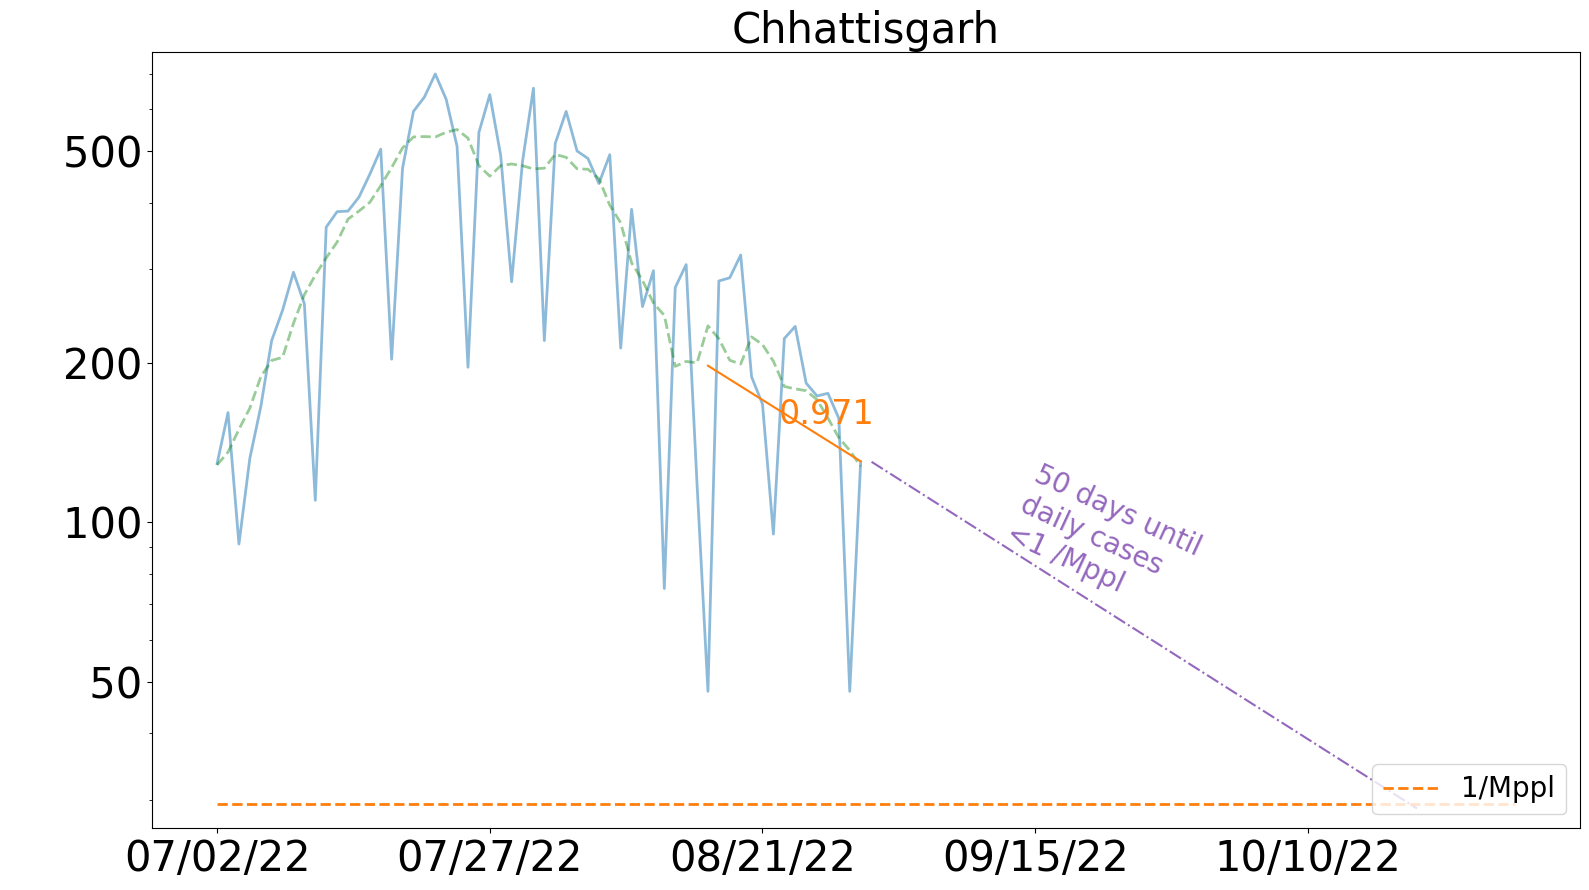 Chhattisgarh
500
200
100
50
0.971
50 days until
daily cases
<1 /Mppl
1/Mppl
07/02/22
07/27/22
08/21/22
09/15/22
10/10/22